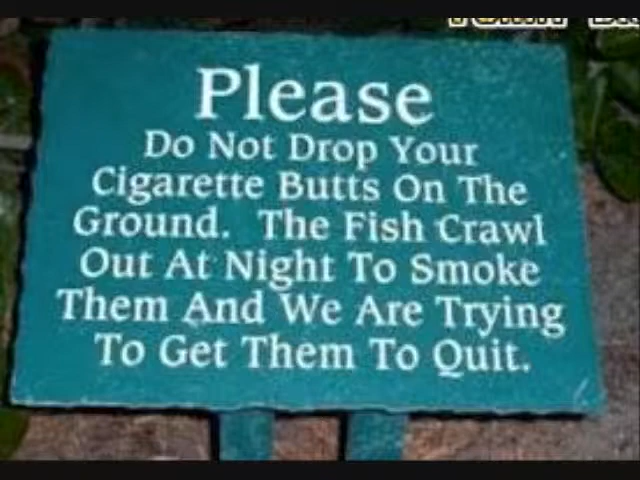 Please
Do Not Drop Your
Cigarette Butts On The
Ground. The Fish Crawl
Out At Night To Smoke
Them And We Are Trying
To Get Them To Quit.